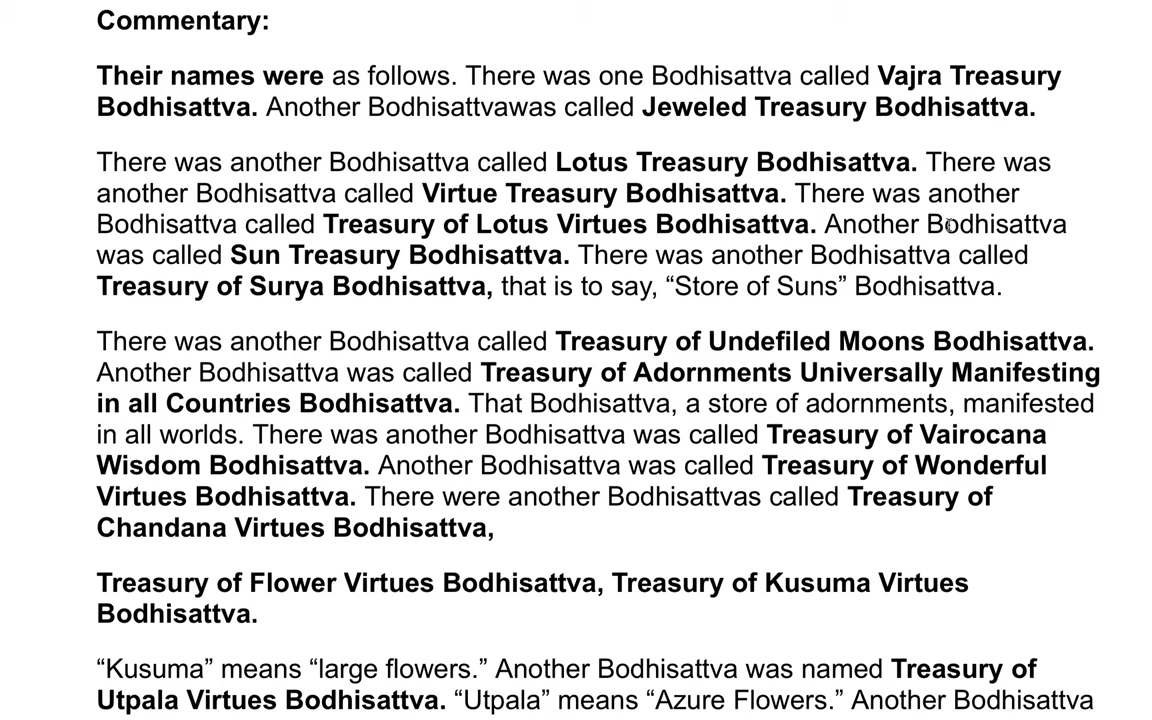 Commentary:
Their names were as follows. There was one Bodhisattva called Vajra Treasury
Bodhisattva. Another Bodhisattvawas called Jeweled Treasury Bodhisattva.
There was another Bodhisattva called Lotus Treasury Bodhisattva. There was
another Bodhisattva called Virtue Treasury Bodhisattva. There was another
Bodhisattva called Treasury of Lotus Virtues Bodhisattva. Another Bodhisattva
was called Sun Treasury Bodhisattva. There was another Bodhisattva called
Treasury of Surya Bodhisattva, that is to say, “Store of Suns” Bodhisattva.
There was another Bodhisattva called Treasury of Undefiled Moons Bodhisattva.
Another Bodhisattva was called Treasury of Adornments Universally Manifesting
in all Countries Bodhisattva. That Bodhisattva, a store of adornments, manifested
in all worlds. There was another Bodhisattva was called Treasury of Vairocana
Wisdom Bodhisattva. Another Bodhisattva was called Treasury of Wonderful
Virtues Bodhisattva. There were another Bodhisattvas called Treasury of
Chandana Virtues Bodhisattva,
Treasury of Flower Virtues Bodhisattva, Treasury of Kusuma Virtues
Bodhisattva.
“Kusuma” means “large flowers.” Another Bodhisattva was named Treasury of
Utpala Virtues Bodhisattva. “Utpala” means “Azure Flowers.” Another Bodhisattva